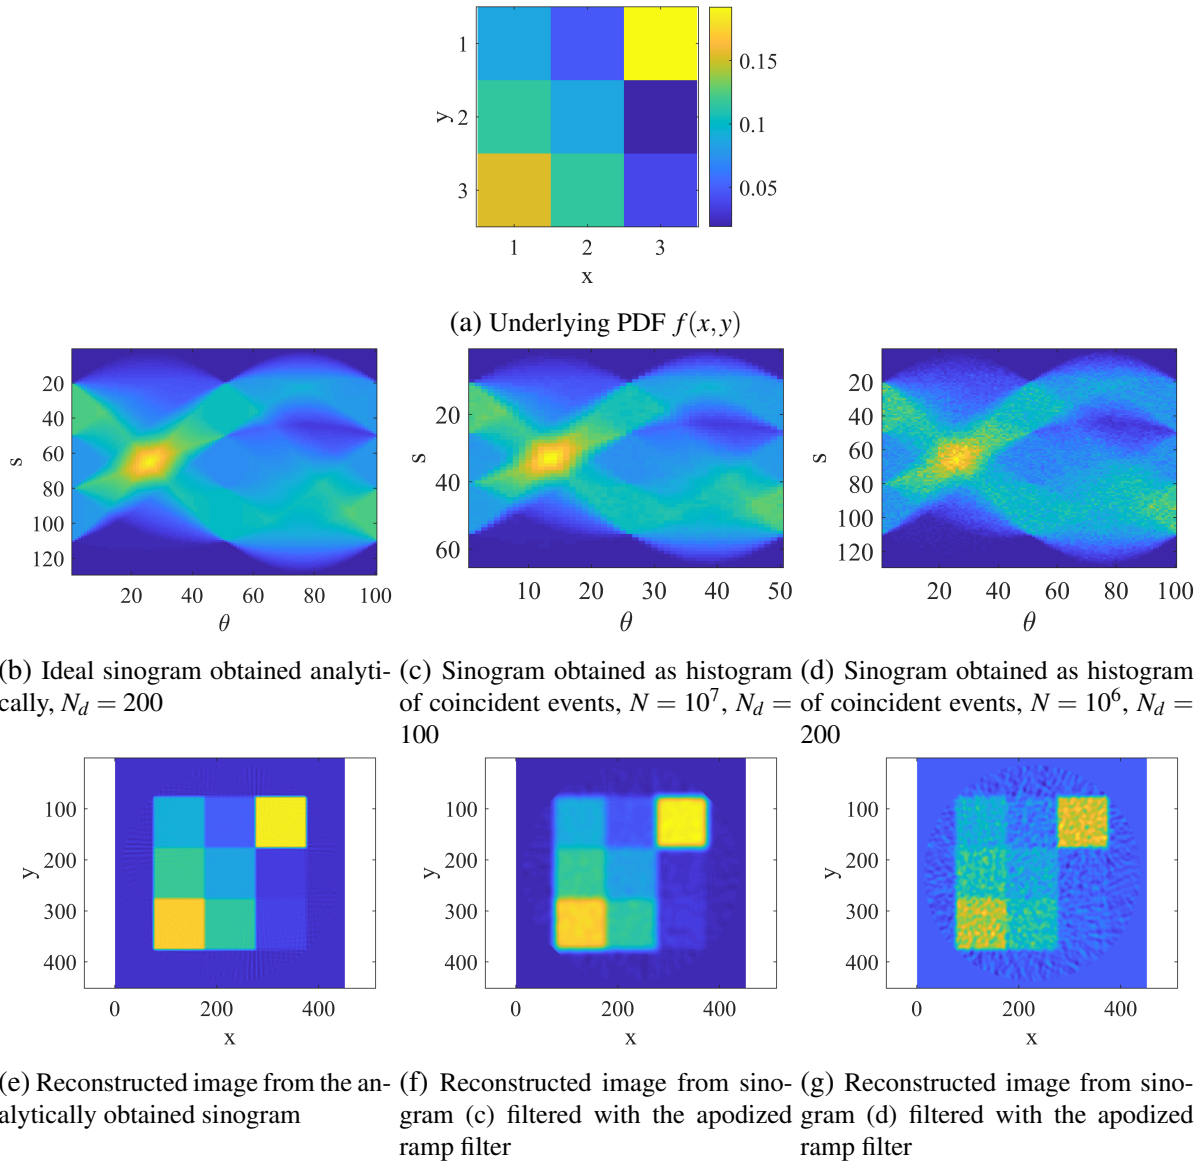 1
2
3
y
1 2 3
x
0.15
0.1
0.05
(a) Underlying PDF f(x,y)
20
40
60
80
100
120
s
20 40 60 80 100
θ
20
40
60
s
10 20 30 40 50
θ
20
40
60
80
100
120
s
20 40 60 80 100
θ
(b) Ideal sinogram obtained analyti-
cally, N_d = 200
(c) Sinogram obtained as histogram
of coincident events, N = 10^7, N_d =
100
(d) Sinogram obtained as histogram
of coincident events, N = 10^6, N_d =
200
100
200
300
400
y
0 200 400
x
100
200
300
400
y
0 200 400
x
100
200
300
400
y
0 200 400
x
(e) Reconstructed image from the an-
alytically obtained sinogram
(f) Reconstructed image from sino-
gram (c) filtered with the apodized
ramp filter
(g) Reconstructed image from sino-
gram (d) filtered with the apodized
ramp filter